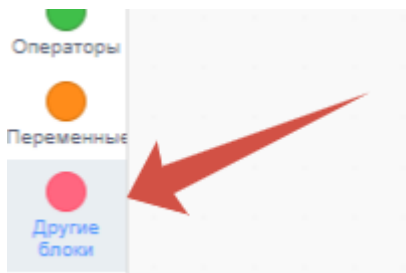 Операторы
Переменные
Другие
блоки